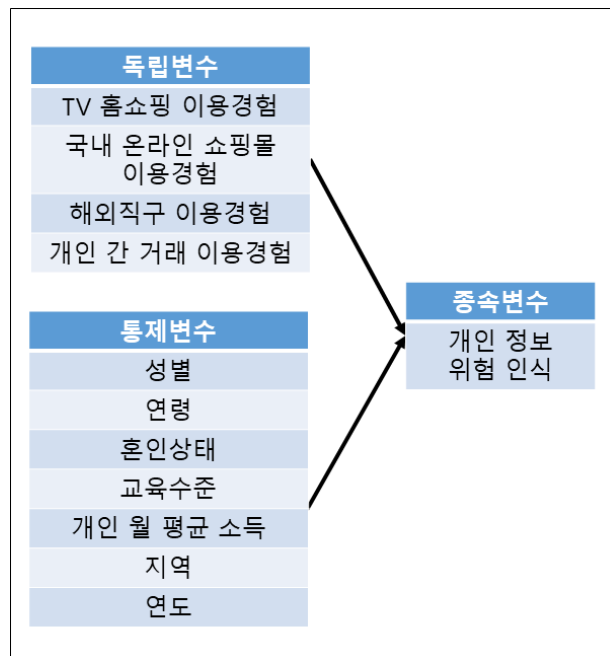 독립변수
TV 홈쇼핑 이용경험
국내 온라인 쇼핑몰
이용경험
해외직구 이용경험
개인 간 거래 이용경험
통제변수
성별
연령
혼인상태
교육수준
개인 월 평균 소득
지역
연도
종속변수
개인 정보
위험 인식